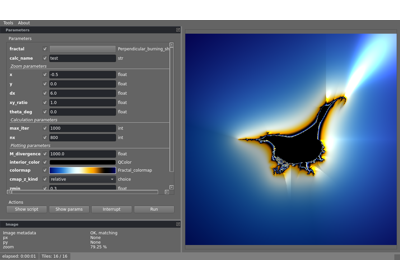 Tools About
Parameters
Parameters
fractal ✓ Perpendicular_burning_sh
calc_name ✓ test str
Zoom parameters
x ✓ -0.5 float
y ✓ 0.0 float
dx ✓ 6.0 float
xy_ratio ✓ 1.0 float
theta_deg ✓ 0.0 float
Calculation parameters
max_iter ✓ 1000 int
nx ✓ 800 int
Plotting parameters
M_divergence ✓ 1000.0 float
interior_color ✓ QColor
colormap ✓ fractal_colormap
cmap_z_kind ✓ relative choice
zmin ✓ 0.5 float
Actions
Show script Show params Interrupt Run
Image
Image metadata OK, matching
px None
py None
zoom 79.25 %
elapsed: 0:00:01 Tiles: 16 / 16